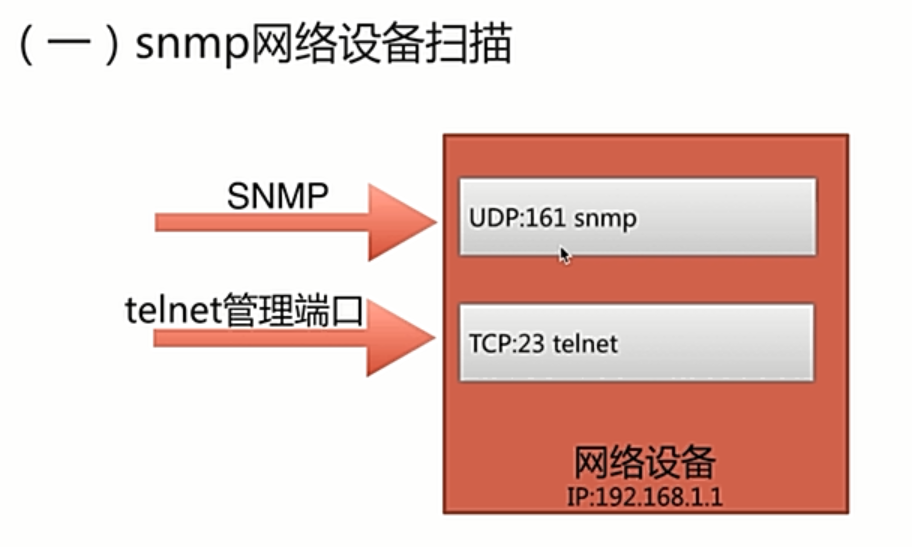 （一）snmp网络设备扫描
SNMP
UDP:161 snmp
telnet管理端口
TCP:23 telnet
网络设备
IP:192.168.1.1